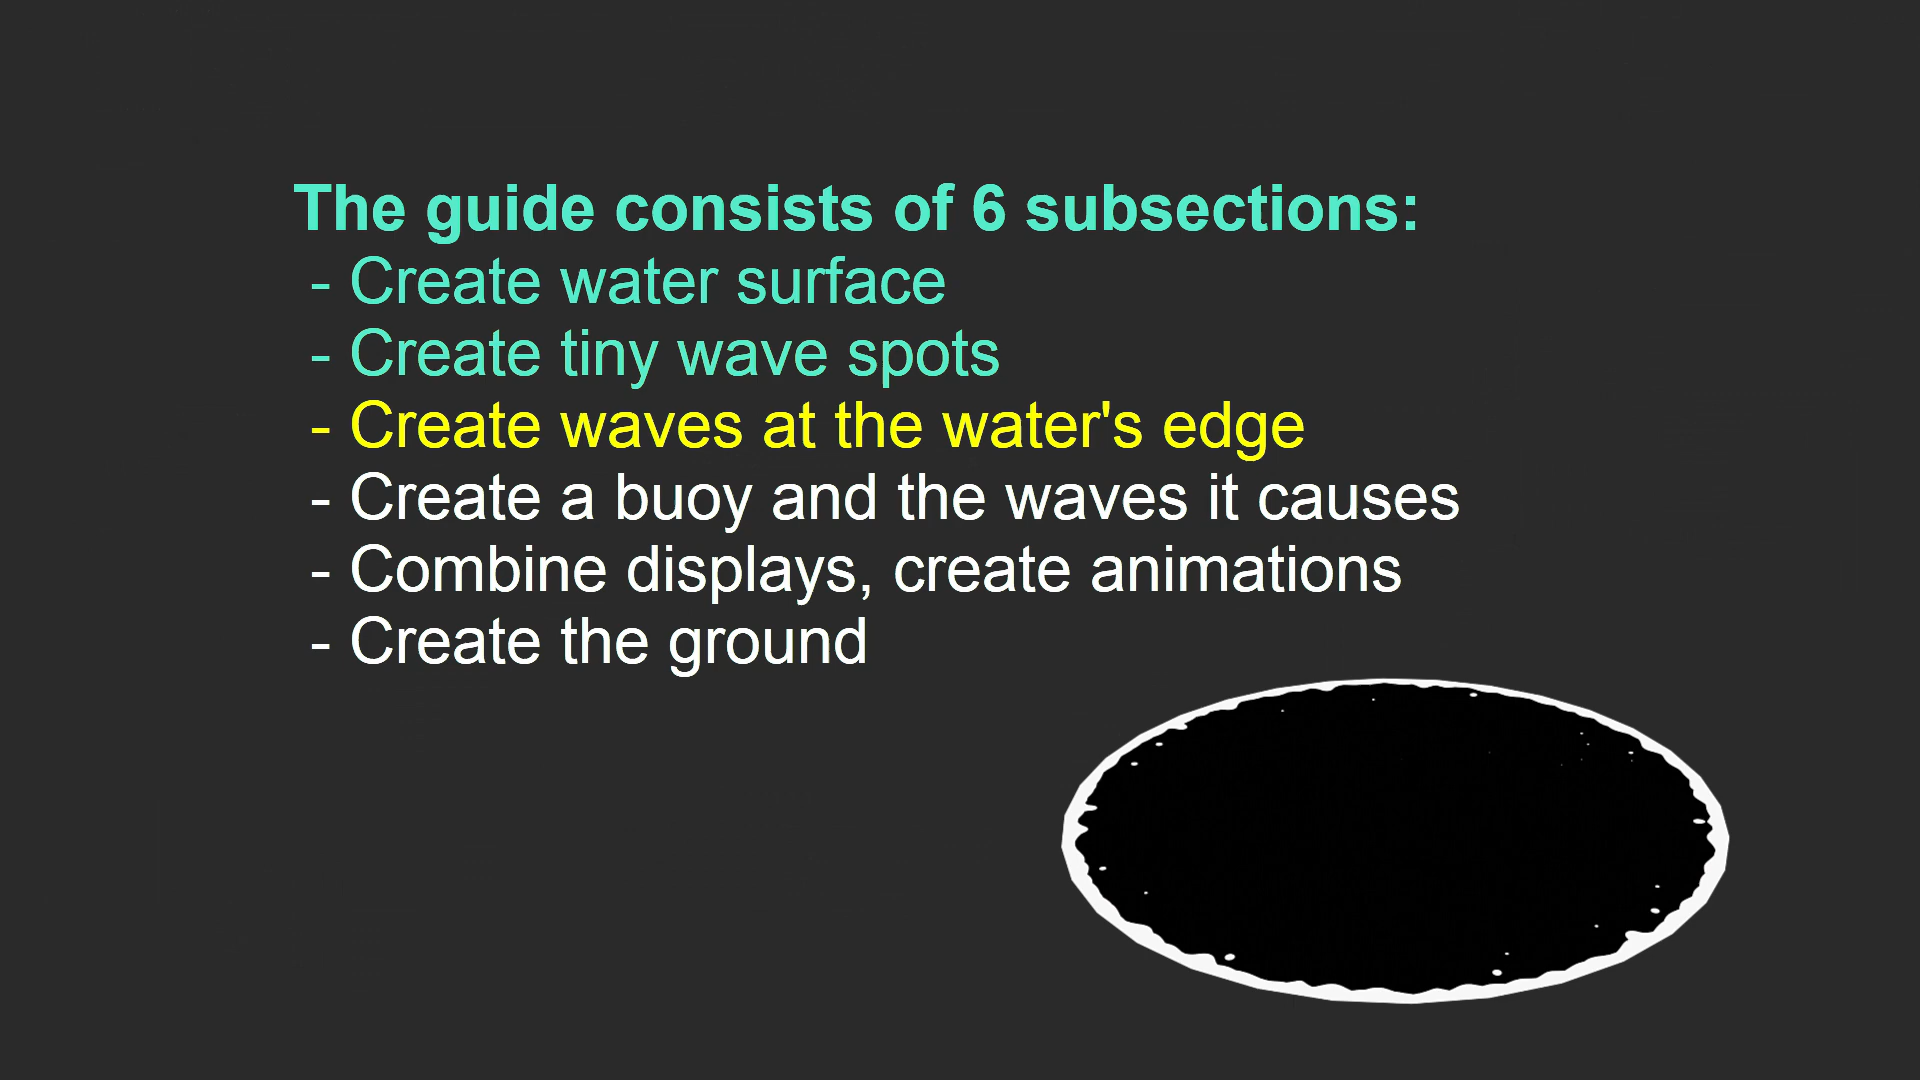 The guide consists of 6 subsections:
- Create water surface
- Create tiny wave spots
- Create waves at the water's edge
- Create a buoy and the waves it causes
- Combine displays, create animations
- Create the ground